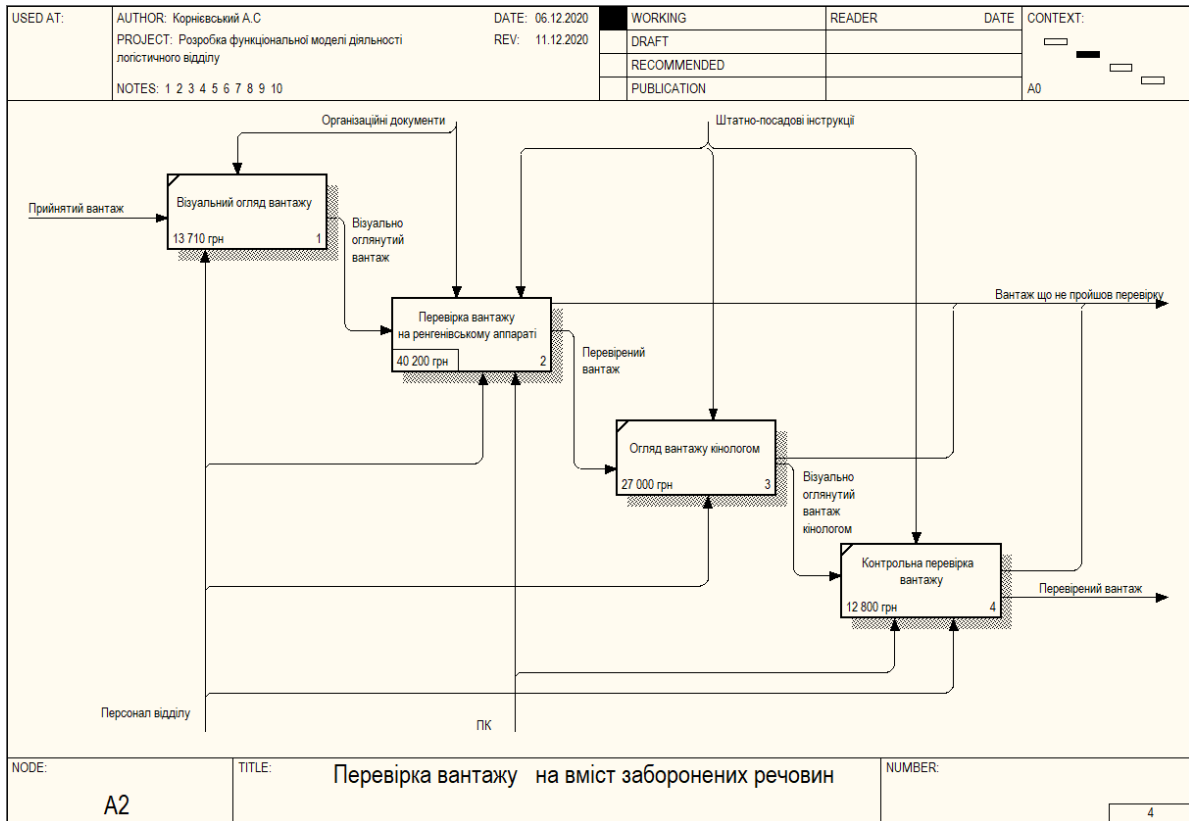 USED AT:
AUTHOR: Корнієвський А.С
DATE: 06.12.2020
PROJECT: Розробка функціональної моделі діяльності
логістичного відділу
REV: 11.12.2020
NOTES: 1 2 3 4 5 6 7 8 9 10
WORKING
DRAFT
RECOMMENDED
PUBLICATION
READER
DATE
CONTEXT:
A0
Організаційні документи
Штатно-посадові інструкції
Прийнятий вантаж
Візуальний огляд вантажу
13 710 грн
1
Візуально
оглянутий
вантаж
Вантаж що не пройшов перевірку
Перевірка вантажу
на ренгенівському аппараті
40 200 грн
2
Перевірений
вантаж
Огляд вантажу кінологом
27 000 грн
3
Візуально
оглянутий
вантаж
кінологом
Контрольна перевірка
вантажу
12 800 грн
4
Перевірений вантаж
Персонал відділу
ПК
NODE:
A2
TITLE:
Перевірка вантажу на вміст заборонених речовин
NUMBER:
4